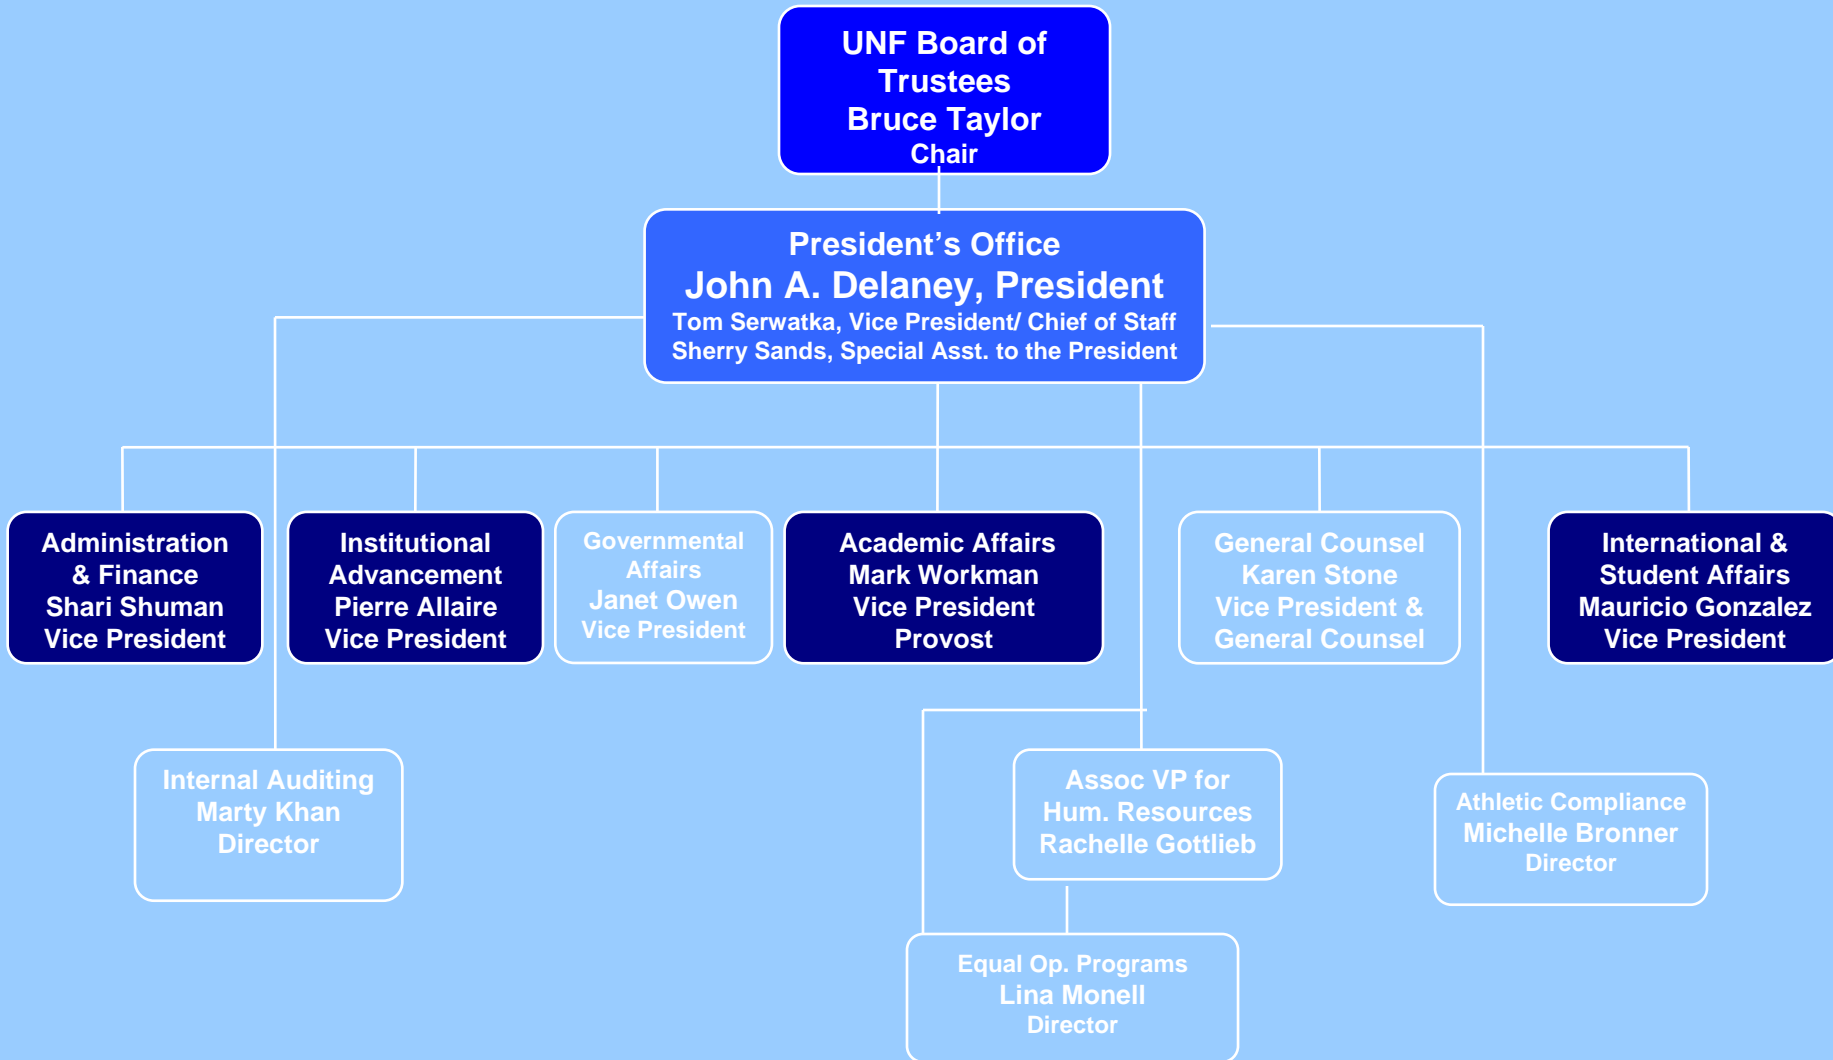 UNF Board of
Trustees
Bruce Taylor
Chair
President’s Office
John A. Delaney, President
Tom Serwatka, Vice President/ Chief of Staff
Sherry Sands, Special Asst. to the President
Administration
& Finance
Shari Shuman
Vice President
Institutional
Advancement
Pierre Allaire
Vice President
Governmental
Affairs
Janet Owen
Vice President
Academic Affairs
Mark Workman
Vice President
Provost
General Counsel
Karen Stone
Vice President &
General Counsel
International &
Student Affairs
Mauricio Gonzalez
Vice President
Internal Auditing
Marty Khan
Director
Assoc VP for
Hum. Resources
Rachelle Gottlieb
Athletic Compliance
Michelle Bronner
Director
Equal Op. Programs
Lina Monell
Director